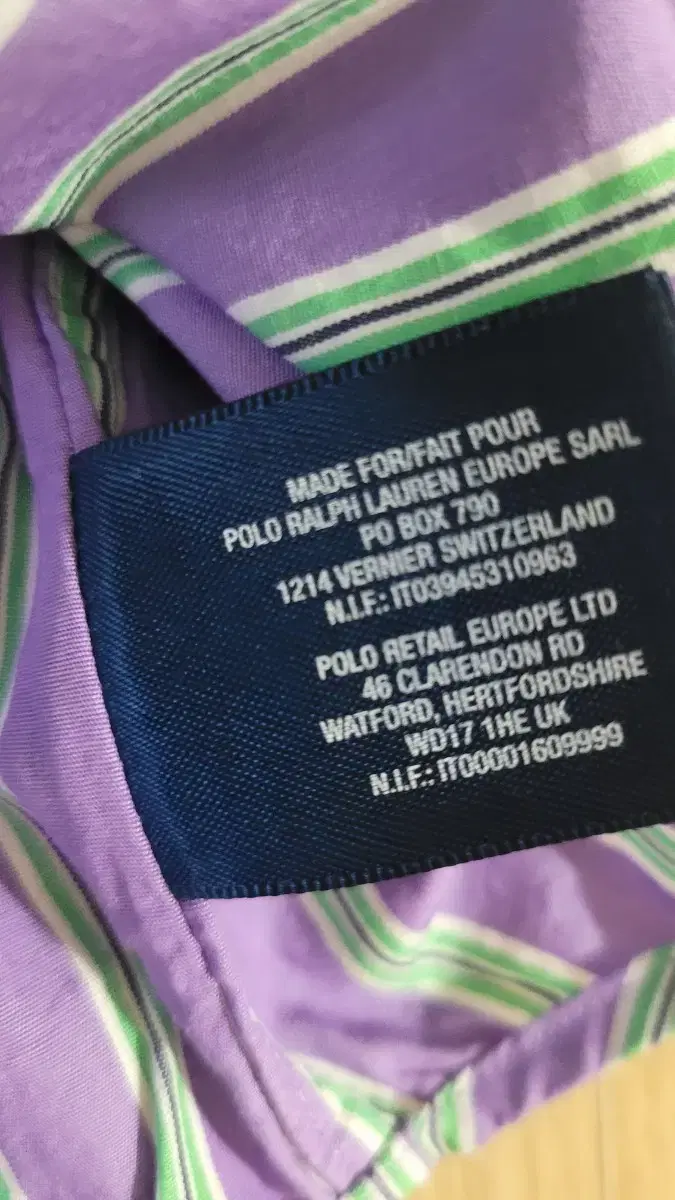 MADE FOR/FAIT POUR
POLO RALPH LAUREN EUROPE SARL
PO BOX 790
1214 VERNIER SWITZERLAND
N.I.F.: IT03945310963
POLO RETAIL EUROPE LTD
46 CLARENDON RD
WATFORD, HERTFORDSHIRE
WD17 1HE UK
N.I.F.: IT00001609999